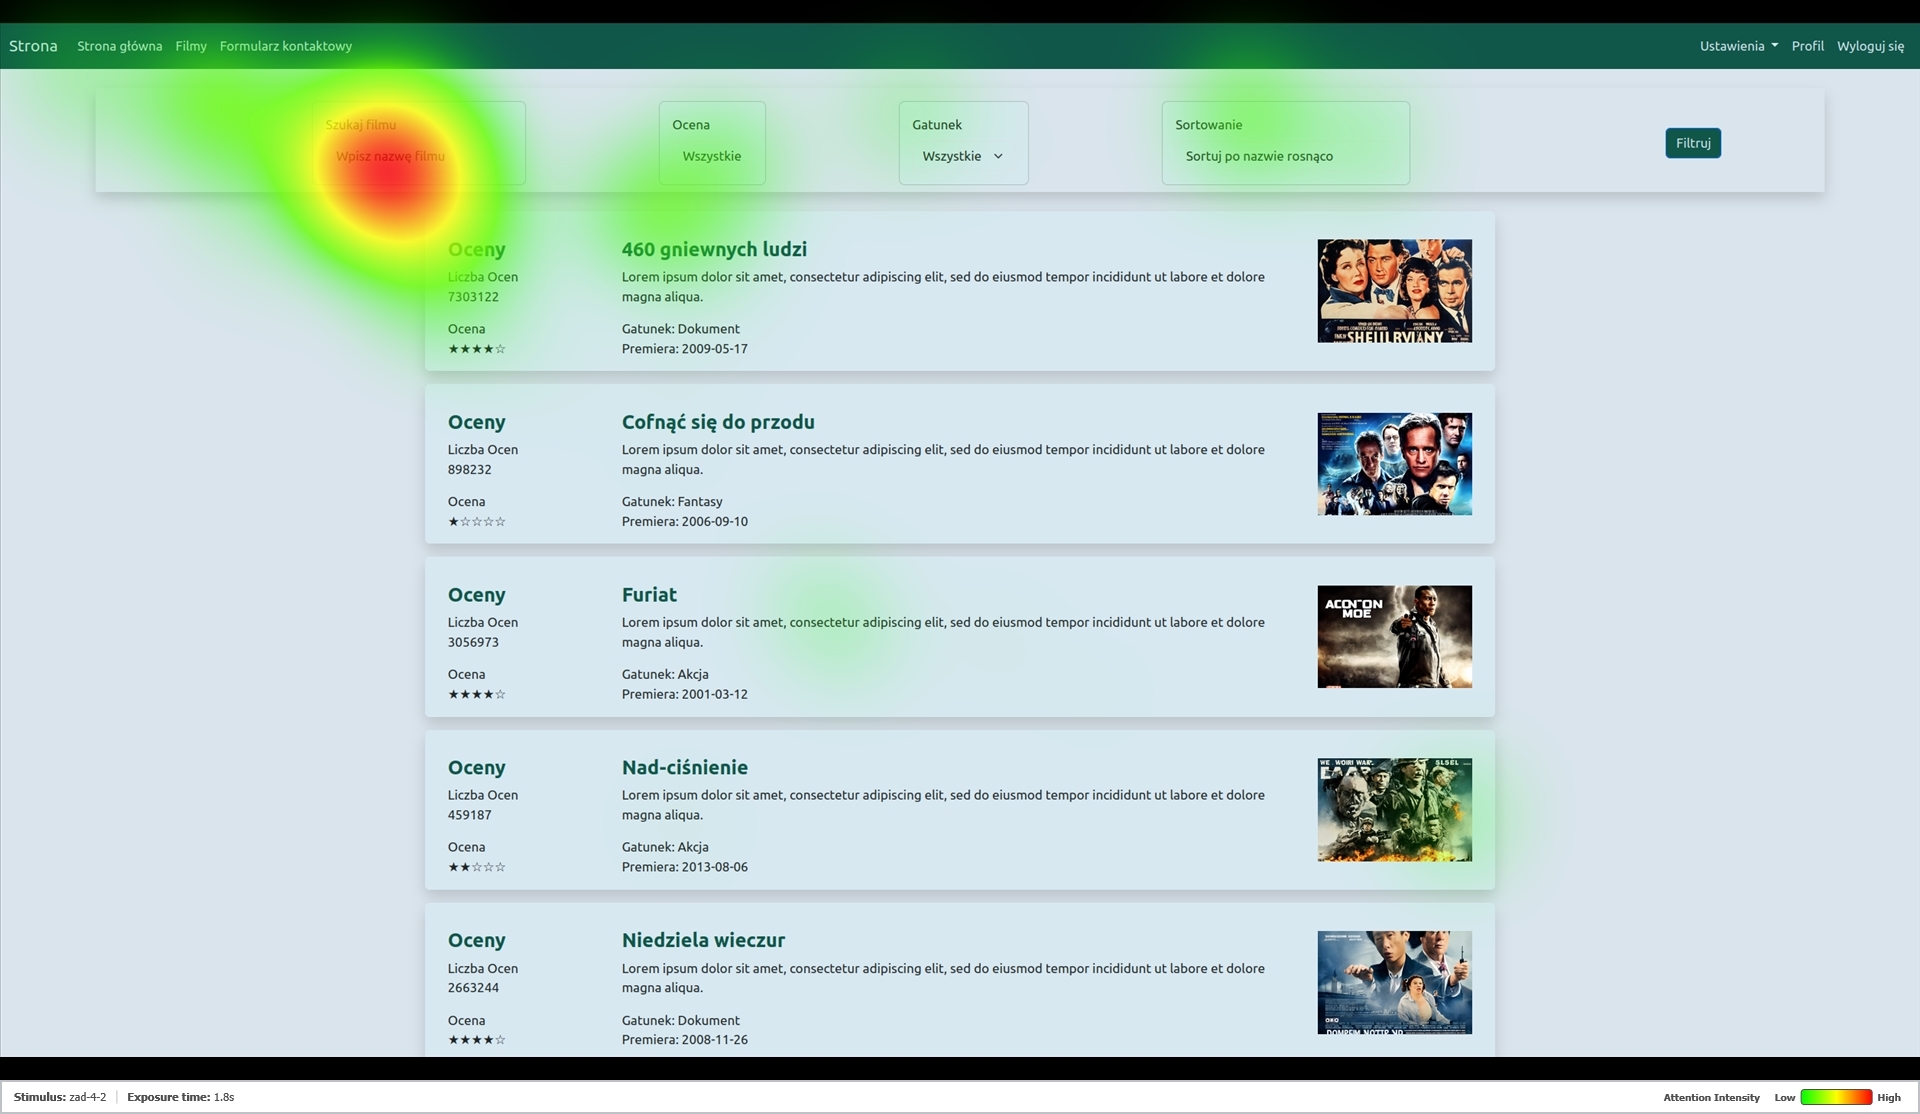 Strona Strona główna Filmy Formularz kontaktowy Ustawienia Profil Wyloguj się
Szukaj filmu Ocena Gatunek Sortowanie
Wpisz nazwę filmu Wszystkie Wszystkie Sortuj po nazwie rosnąco Filtruj
Oceny 460 gniewnych ludzi
Liczba Ocen Lorem ipsum dolor sit amet, consectetur adipiscing elit, sed do eiusmod tempor incididunt ut labore et dolore
7303122 magna aliqua.
Ocena Gatunek: Dokument
★★★★☆ Premiera: 2009-05-17
SHEULRVIANY
Oceny Cofnąć się do przodu
Liczba Ocen Lorem ipsum dolor sit amet, consectetur adipiscing elit, sed do eiusmod tempor incididunt ut labore et dolore
898232 magna aliqua.
Ocena Gatunek: Fantasy
★☆☆☆☆ Premiera: 2006-09-10
Oceny Furiat
Liczba Ocen Lorem ipsum dolor sit amet, consectetur adipiscing elit, sed do eiusmod tempor incididunt ut labore et dolore
3056973 magna aliqua.
Ocena Gatunek: Akcja
★★★★☆ Premiera: 2001-03-12
ACON'ON
MOE
Oceny Nad-ciśnienie
Liczba Ocen Lorem ipsum dolor sit amet, consectetur adipiscing elit, sed do eiusmod tempor incididunt ut labore et dolore
459187 magna aliqua.
Ocena Gatunek: Akcja
★★☆☆☆ Premiera: 2013-08-06
WE WOIRI WAR. SLSEL
Oceny Niedziela wieczur
Liczba Ocen Lorem ipsum dolor sit amet, consectetur adipiscing elit, sed do eiusmod tempor incididunt ut labore et dolore
2663244 magna aliqua.
Ocena Gatunek: Dokument
★★★★☆ Premiera: 2008-11-26
Stimulus: zad-4-2 Exposure time: 1.8s Attention Intensity Low High